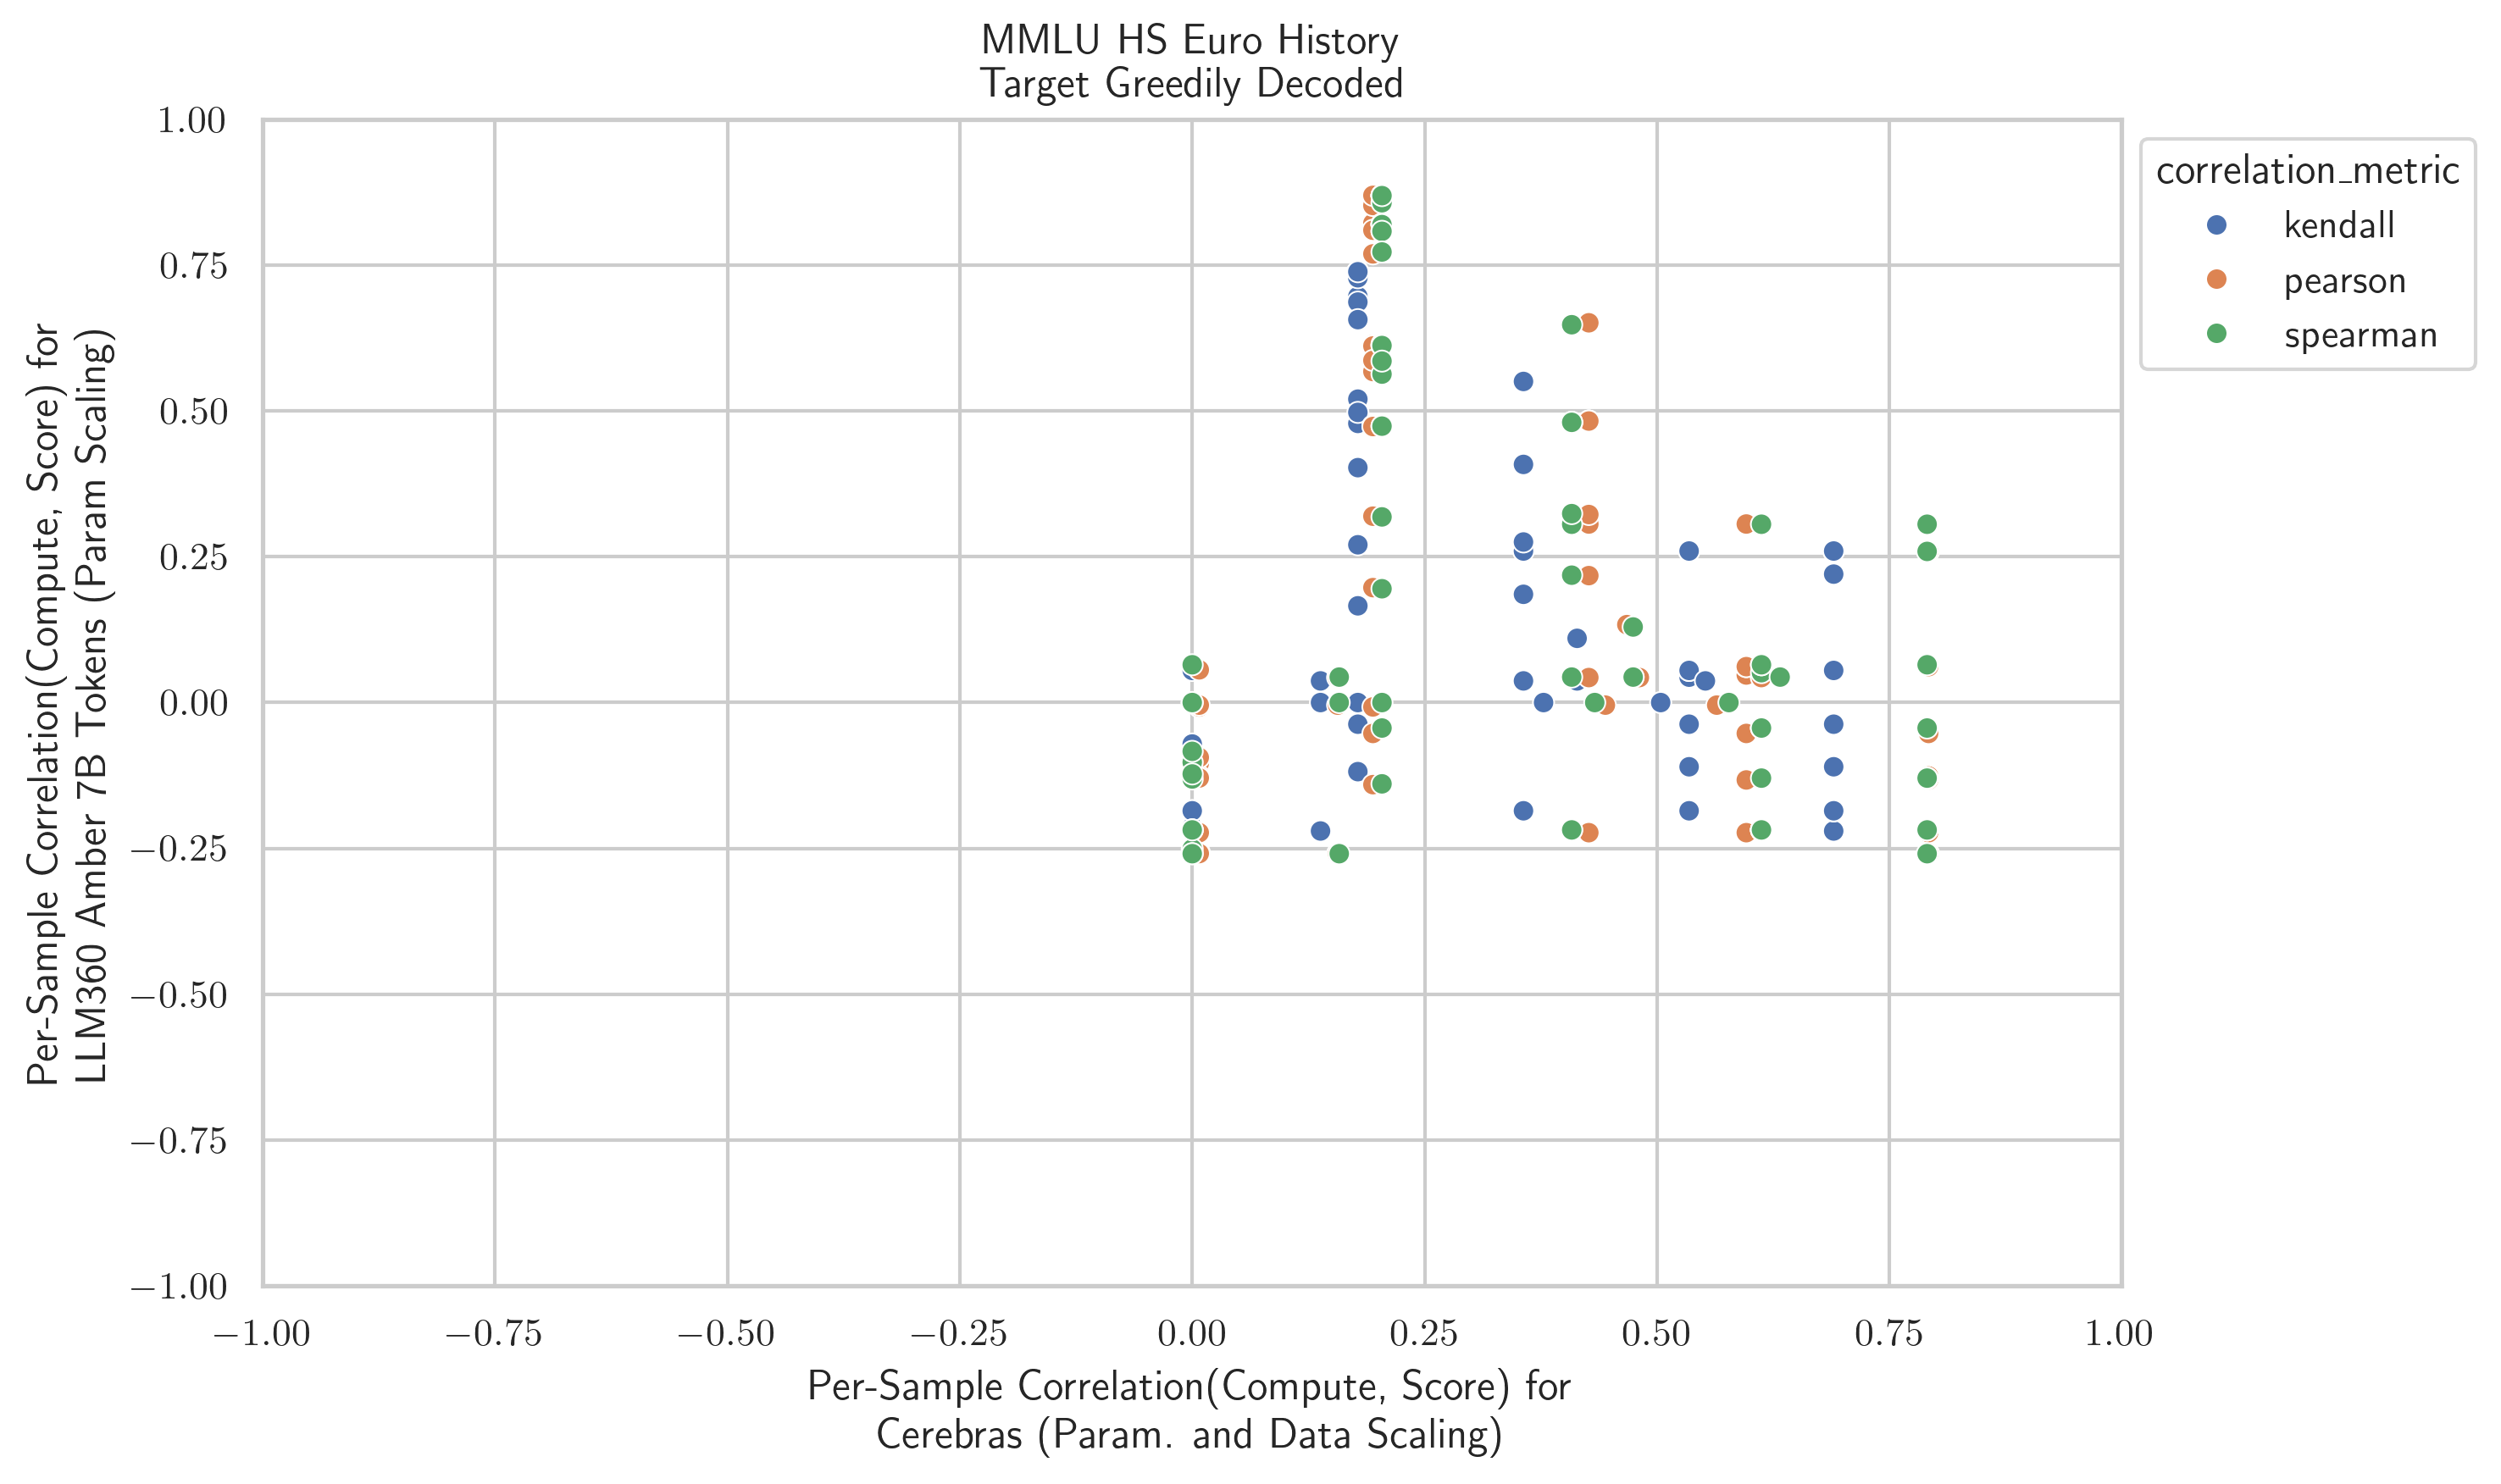 MMLU HS Euro History
Target Greedily Decoded
1.00
0.75
0.50
0.25
0.00
−0.25
−0.50
−0.75
−1.00
Per-Sample Correlation(Compute, Score) for
LLM360 Amber 7B Tokens (Param Scaling)
correlation_metric
kendall
pearson
spearman
−1.00 −0.75 −0.50 −0.25 0.00 0.25 0.50 0.75 1.00
Per-Sample Correlation(Compute, Score) for
Cerebras (Param. and Data Scaling)